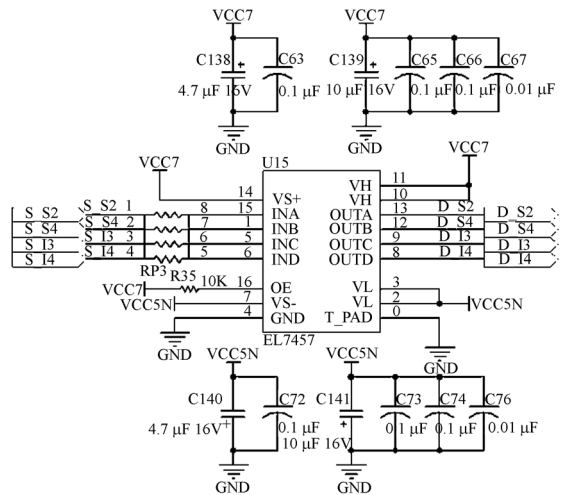 VCC7 VCC7
C138 C63 C139 C65 C66 C67
4.7 μF 16V 0.1 μF 10 μF 16V 0.1 μF 0.1 μF 0.01 μF
GND GND
U15
VCC7 VCC7
14 VS+ VH 11
VH 10
S_S2 S_S2 1 8 15 INA OUTA 13 D_S2 D_S2
S_S4 S_S4 2 7 1 INB OUTB 12 D_S4 D_S4
S_I3 S_I3 3 6 5 INC OUTC 9 D_I3 D_I3
S_I4 S_I4 4 5 6 IND OUTD 8 D_I4 D_I4
RP3
R35
VCC7 10K 16 OE VL 3
VCC5N 7 VS- VL 2 VCC5N
4 GND T_PAD 0
GND EL7457 GND
VCC5N VCC5N
C140 C72 C141 C73 C74 C76
4.7 μF 16V 0.1 μF 0.1 μF 0.1 μF 0.01 μF
10 μF 16V
GND GND